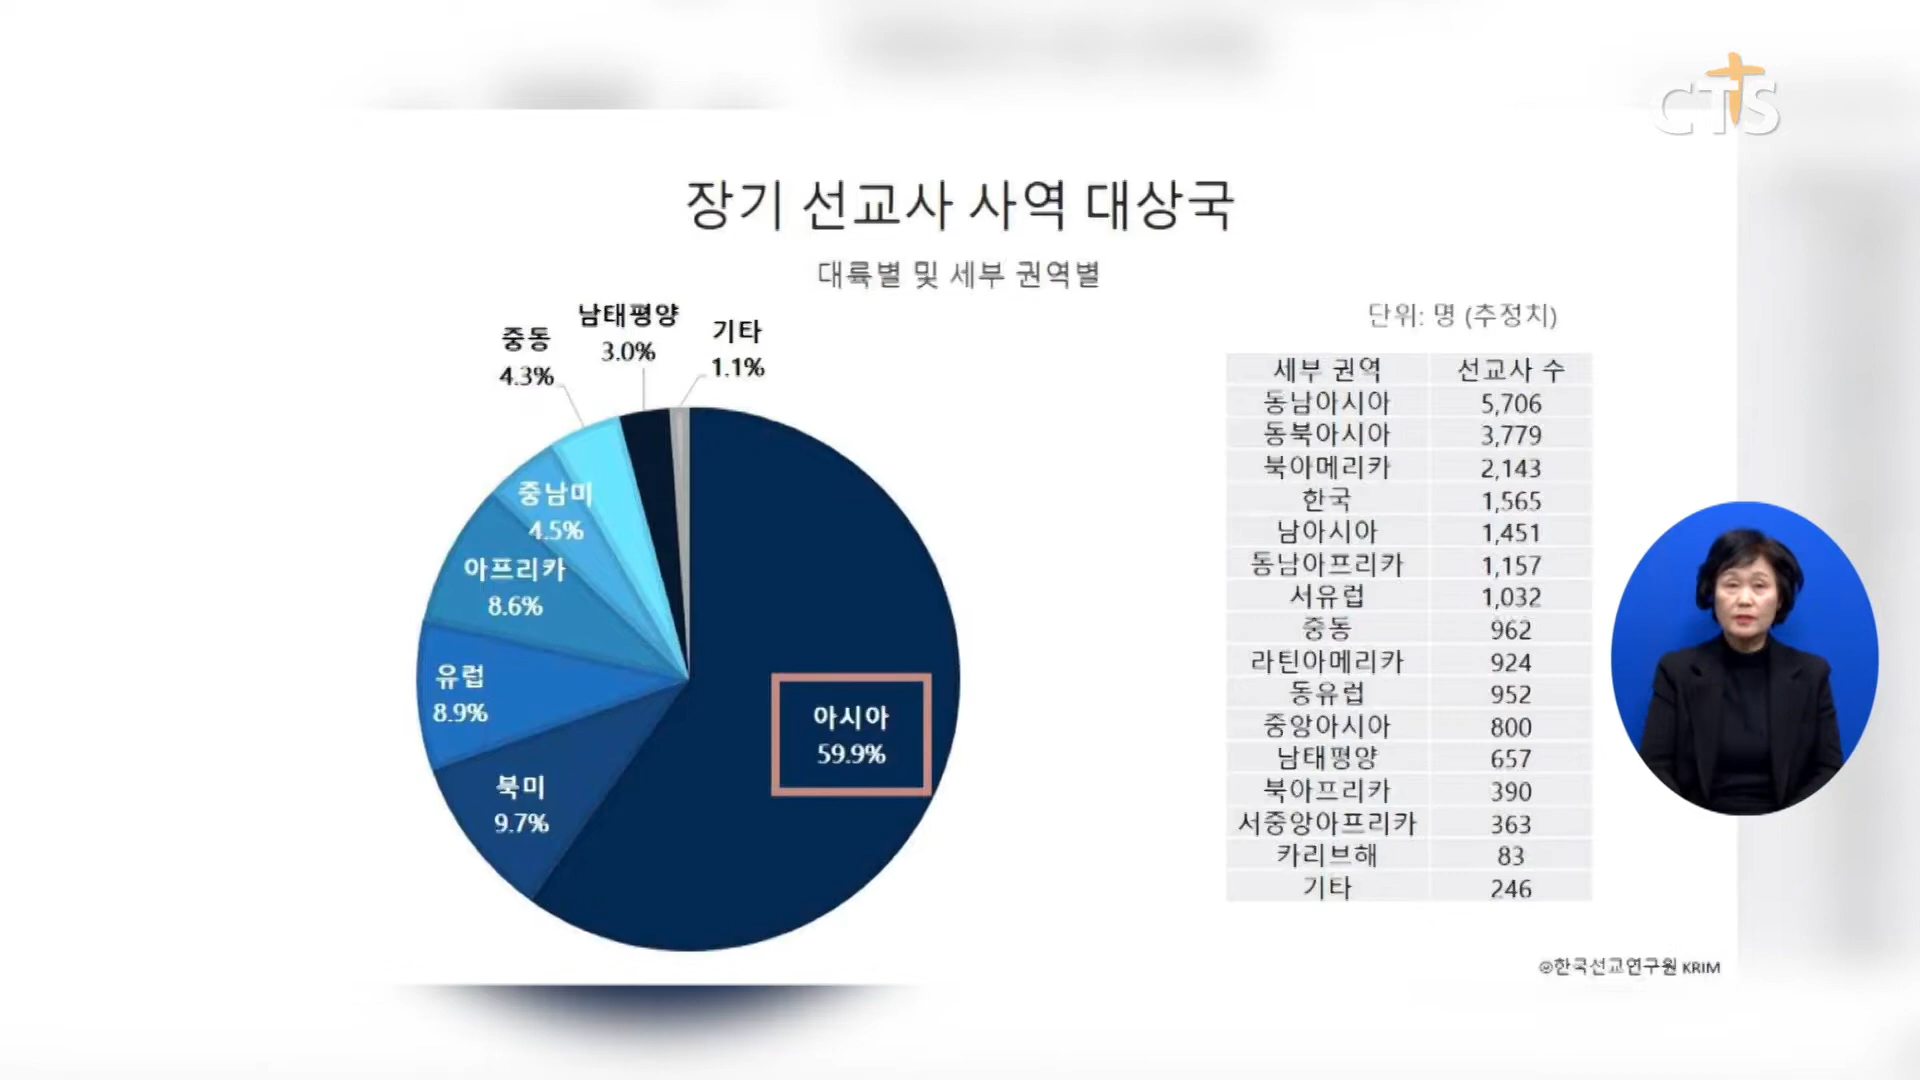 CTS
장기 선교사 사역 대상국
대륙별 및 세부 권역별
단위: 명 (추정치)
중동
4.3%
남태평양
3.0%
기타
1.1%
중남미
4.5%
아프리카
8.6%
유럽
8.9%
북미
9.7%
아시아
59.9%
세부 권역 선교사 수
동남아시아 5,706
동북아시아 3,779
북아메리카 2,143
한국 1,565
남아시아 1,451
동남아프리카 1,157
서유럽 1,032
중동 962
라틴아메리카 924
동유럽 952
중앙아시아 800
남태평양 657
북아프리카 390
서중앙아프리카 363
카리브해 83
기타 246
@한국선교연구원 KRIM